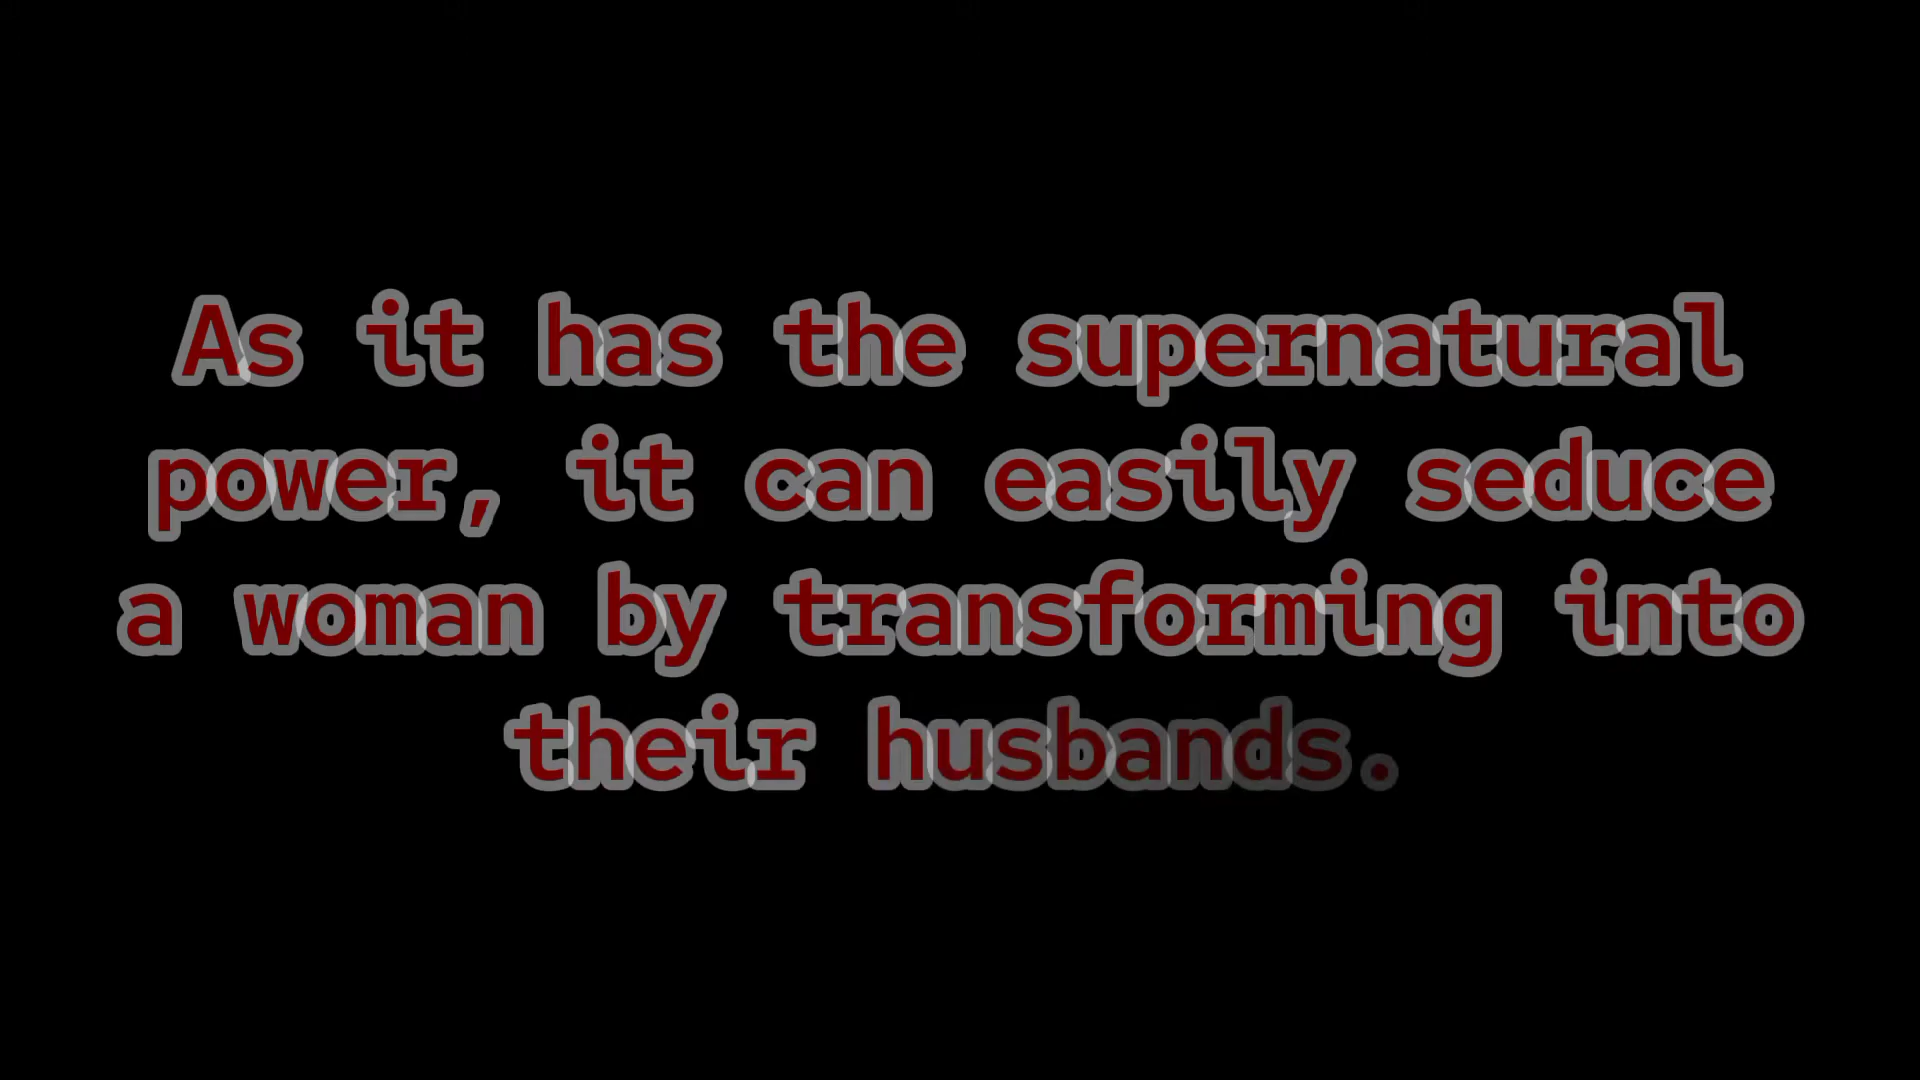 As it has the supernatural
power, it can easily seduce
a woman by transforming into
their husbands.